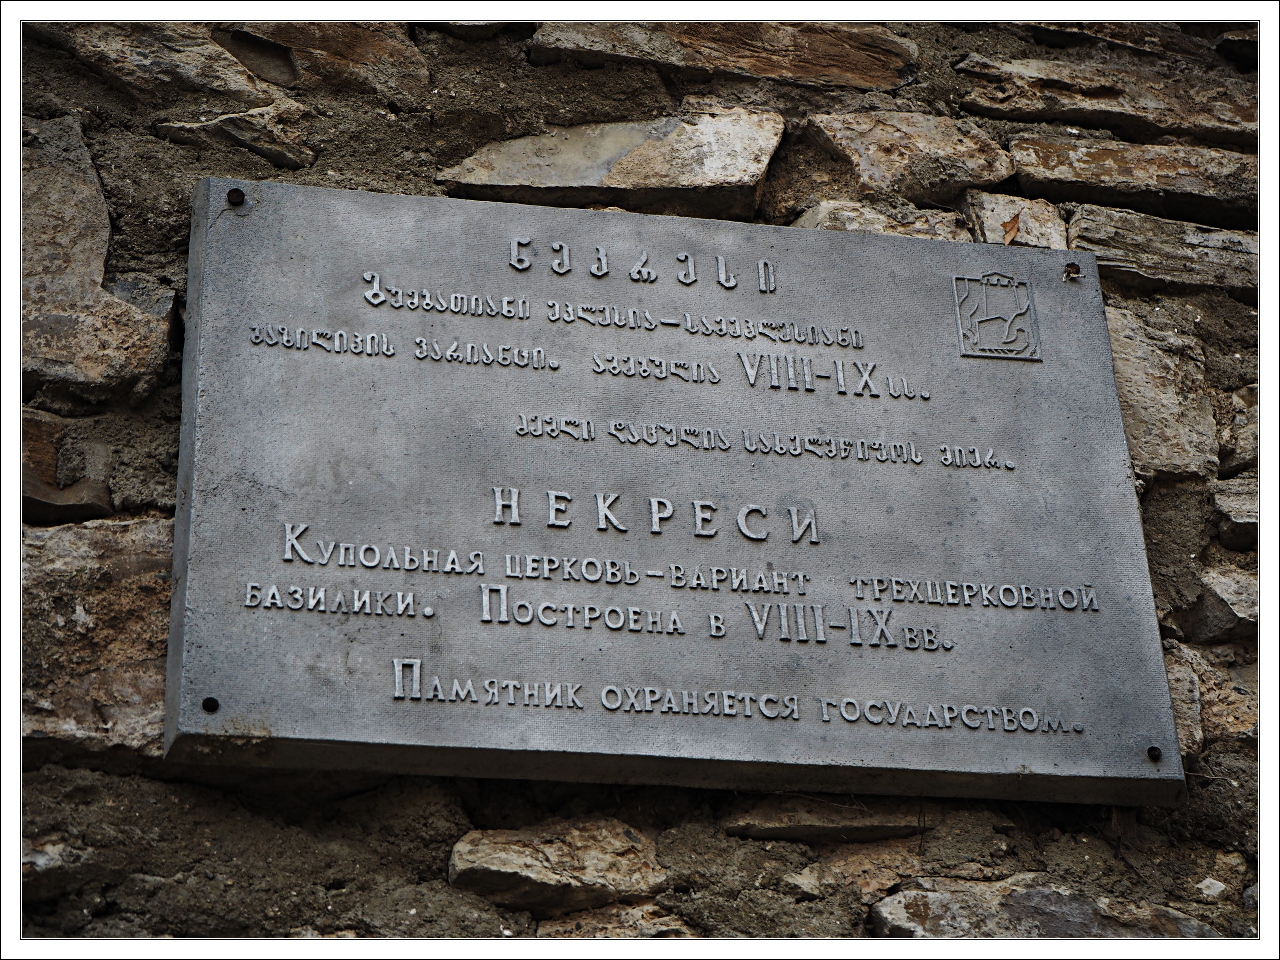 ნეკრესი
გუმბათიანი ეკლესია-სამეკლესიანი
ბაზილიკის ვარიანტი. აგებულია VIII-IXსს.
ძეგლი დაცულია სახელმწიფოს მიერ.
НЕКРЕСИ
Купольная церковь-вариант трехцерковной
базилики. Построена в VIII-IXвв.
Памятник охраняется государством.